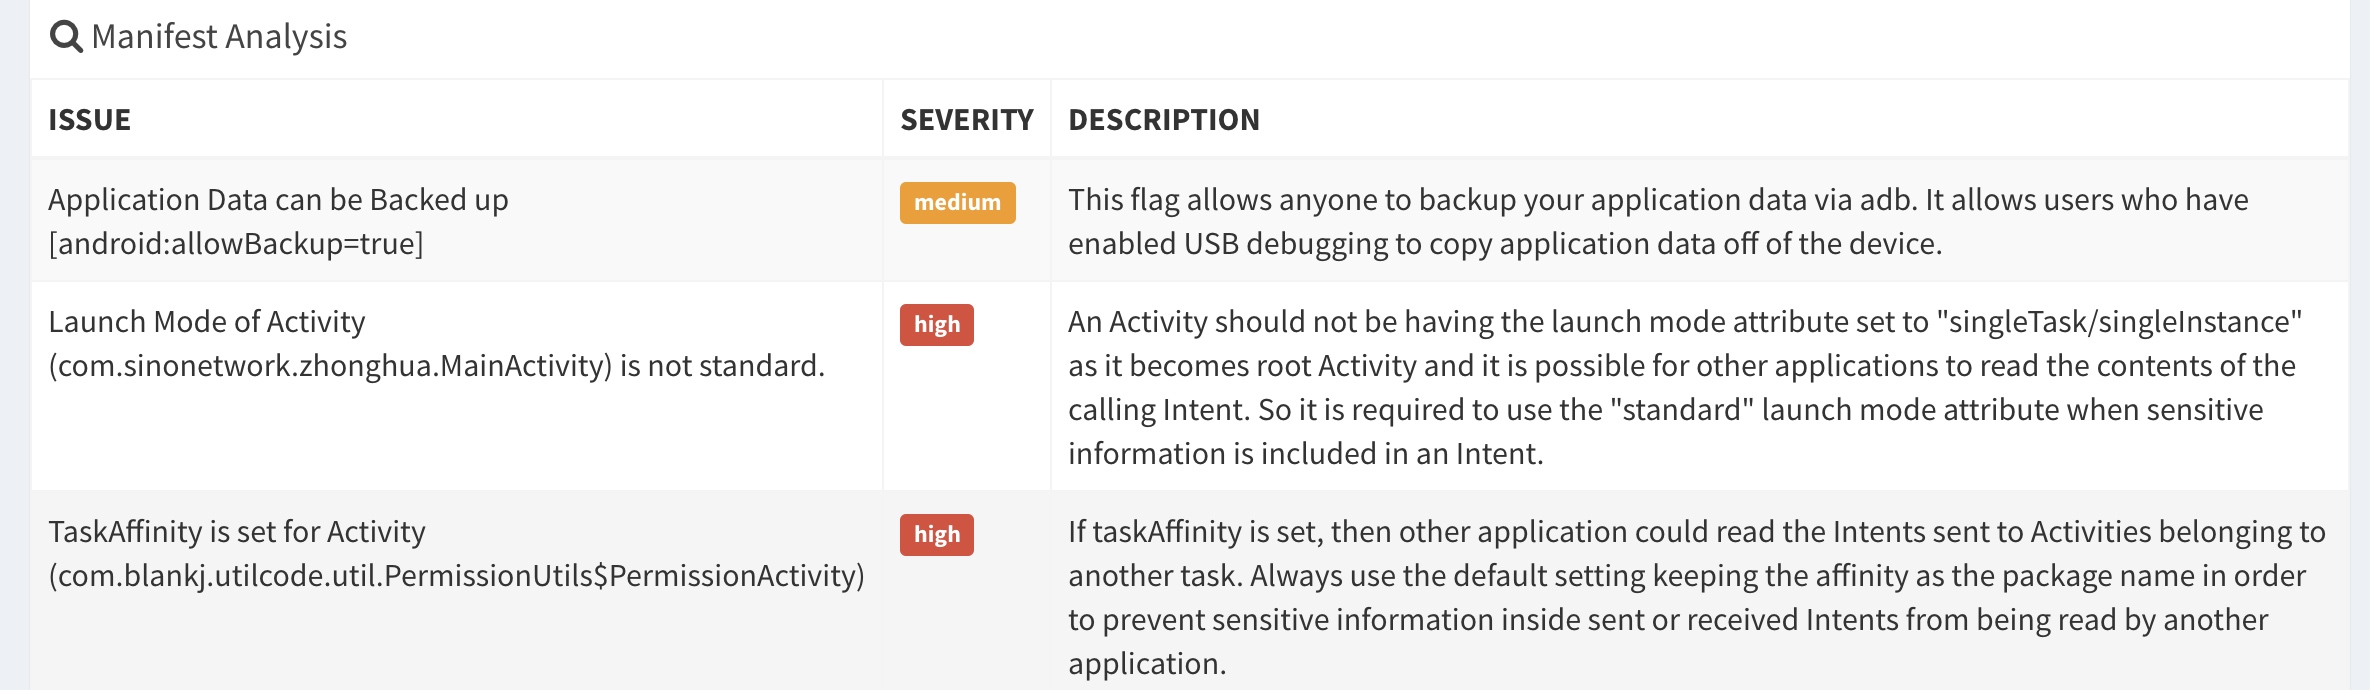 Manifest Analysis
ISSUE
SEVERITY
DESCRIPTION
Application Data can be Backed up
[android:allowBackup=true]
medium
This flag allows anyone to backup your application data via adb. It allows users who have
enabled USB debugging to copy application data off of the device.
Launch Mode of Activity
(com.sinonetwork.zhonghua.MainActivity) is not standard.
high
An Activity should not be having the launch mode attribute set to "singleTask/singleInstance"
as it becomes root Activity and it is possible for other applications to read the contents of the
calling Intent. So it is required to use the "standard" launch mode attribute when sensitive
information is included in an Intent.
TaskAffinity is set for Activity
(com.blankj.utilcode.util.PermissionUtils$PermissionActivity)
high
If taskAffinity is set, then other application could read the Intents sent to Activities belonging to
another task. Always use the default setting keeping the affinity as the package name in order
to prevent sensitive information inside sent or received Intents from being read by another
application.